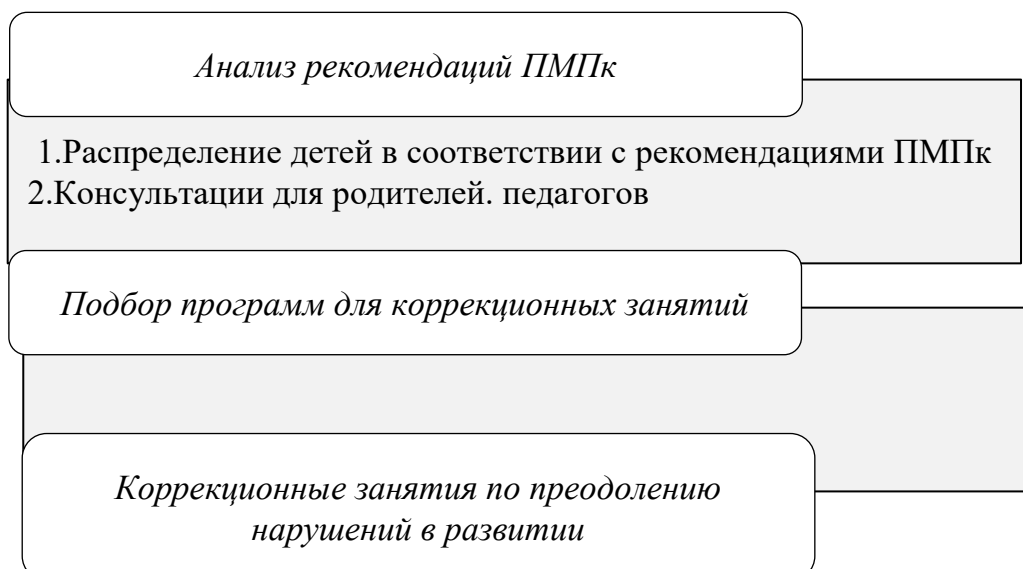 Анализ рекомендаций ПМПк
1.Распределение детей в соответствии с рекомендациями ПМПк
2.Консультации для родителей. педагогов
Подбор программ для коррекционных занятий
Коррекционные занятия по преодолению
нарушений в развитии